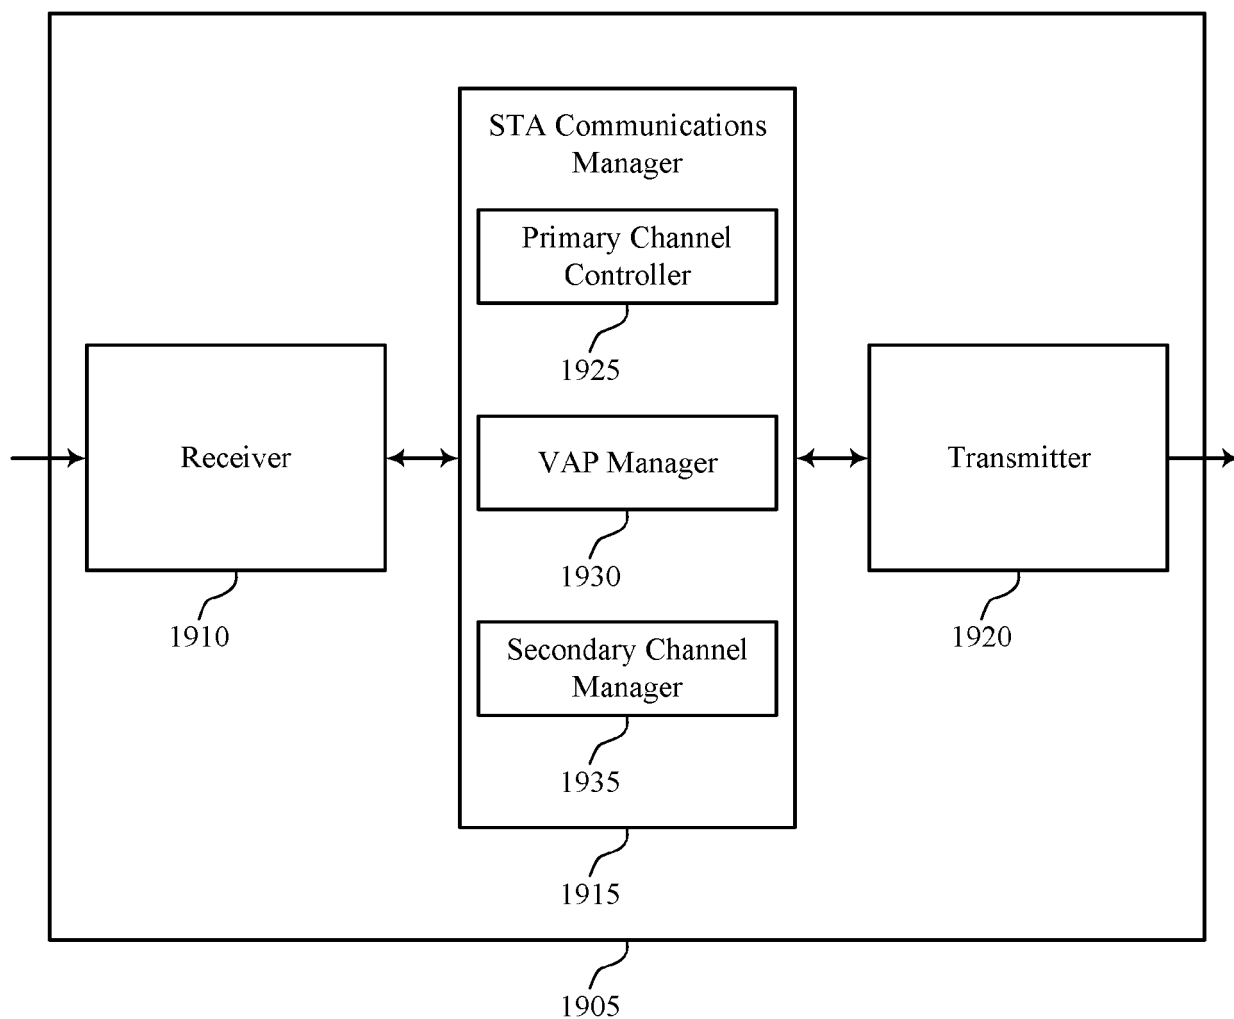 STA Communications
Manager
Primary Channel
Controller
1925
Receiver
VAP Manager
Transmitter
1930
1910
1920
Secondary Channel
Manager
1935
1915
1905